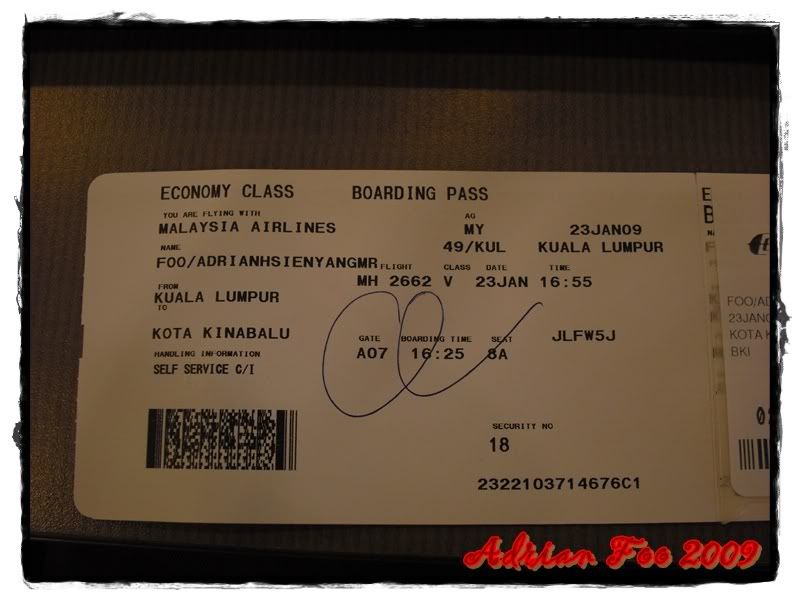 ECONOMY CLASS BOARDING PASS
YOU ARE FLYING WITH AG
MALAYSIA AIRLINES MY 23JAN09
NAME 49/KUL KUALA LUMPUR
FOO/ADRIANHSIENYANGMR FLIGHT CLASS DATE TIME
FROM MH 2662 V 23JAN 16:55
KUALA LUMPUR
TO
KOTA KINABALU GATE BOARDING TIME SEAT JLFW5J
HANDLING INFORMATION A07 16:25 8A
SELF SERVICE C/I
SECURITY NO
18
2322103714676C1
E
B
FOO/AD
23JAN0
KOTA K
BKI
Adrian Foo 2009